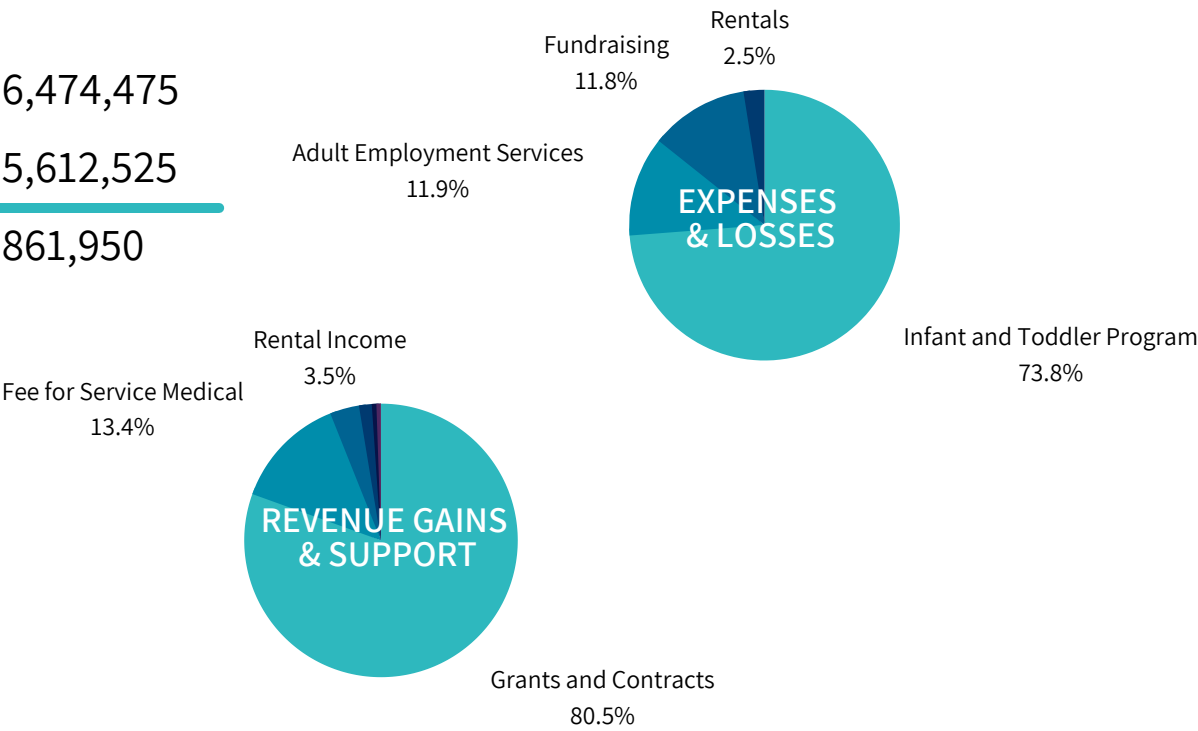 6,474,475
5,612,525
861,950
Rentals
2.5%
Fundraising
11.8%
Adult Employment Services
11.9%
EXPENSES
& LOSSES
Infant and Toddler Program
73.8%
Rental Income
3.5%
Fee for Service Medical
13.4%
REVENUE GAINS
& SUPPORT
Grants and Contracts
80.5%